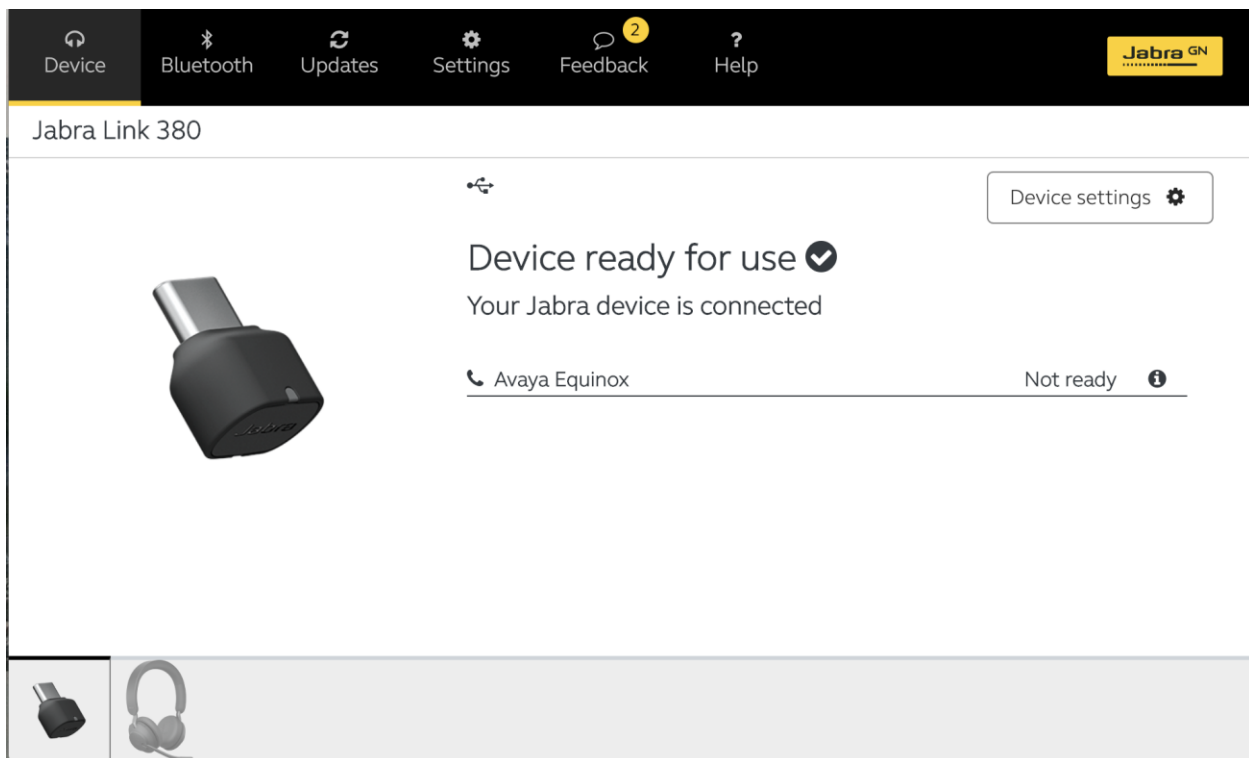 Device
Bluetooth
Updates
Settings
Feedback
2
Help
Jabra GN
Jabra Link 380
Device settings
Device ready for use
Your Jabra device is connected
Avaya Equinox Not ready
Jabra